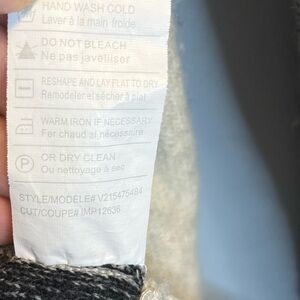 HAND WASH COLD
Laver à la main froide
DO NOT BLEACH
Ne pas javelliser
RESHAPE AND LAY FLAT TO DRY
Remodeler et sécher à plat
WARM IRON IF NECESSARY
Fer chaud si nécessaire
P
OR DRY CLEAN
Ou nettoyage à sec
STYLE/MODÈLE# V215475484
CUT/COUPE# IMP12636